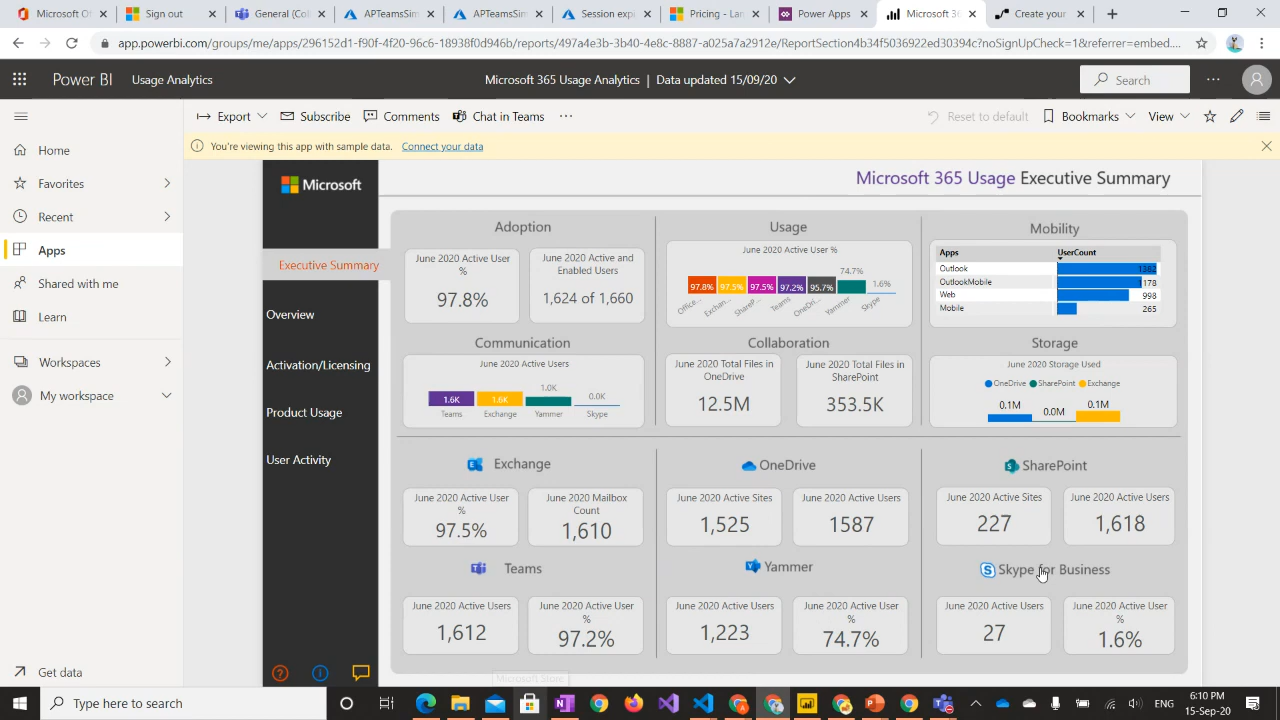 Microsoft Of
Sign out
General (Col
APTeamsSim
APTeamsSim
Session expi
Pricing - Lan
Power Apps
Microsoft 36
Create your
app.powerbi.com/groups/me/apps/296152d1-f90f-4f20-96c6-18938f0d946b/reports/497a4e3b-3b40-4e8c-8887-a025a7a2912e/ReportSection4b34f5036922ed30394c?noSignUpCheck=1&referrer=embed....
Power BI
Usage Analytics
Microsoft 365 Usage Analytics | Data updated 15/09/20
Search
Export
Subscribe
Comments
Chat in Teams
Reset to default
Bookmarks
View
You're viewing this app with sample data. Connect your data
Home
Favorites
Recent
Apps
Shared with me
Learn
Workspaces
My workspace
Get data
Microsoft
Executive Summary
Overview
Activation/Licensing
Product Usage
User Activity
Microsoft 365 Usage Executive Summary
Adoption
June 2020 Active User
%
97.8%
June 2020 Active and
Enabled Users
1,624 of 1,660
Usage
June 2020 Active User %
97.8% 97.5% 97.5% 97.2% 95.7% 74.7% 1.6%
Office... Exchan... ShareP... Teams OneDri... Yammer Skype
Mobility
Apps UserCount
Outlook 1382
OutlookMobile 1178
Web 998
Mobile 265
Communication
June 2020 Active Users
1.6K 1.6K 1.0K 0.0K
Teams Exchange Yammer Skype
Collaboration
June 2020 Total Files in
OneDrive
12.5M
June 2020 Total Files in
SharePoint
353.5K
Storage
June 2020 Storage Used
OneDrive SharePoint Exchange
0.1M 0.0M 0.1M
Exchange
June 2020 Active User
%
97.5%
June 2020 Mailbox
Count
1,610
OneDrive
June 2020 Active Sites
1,525
June 2020 Active Users
1587
SharePoint
June 2020 Active Sites
227
June 2020 Active Users
1,618
Teams
June 2020 Active Users
1,612
June 2020 Active User
%
97.2%
Yammer
June 2020 Active Users
1,223
June 2020 Active User
%
74.7%
Skype for Business
June 2020 Active Users
27
June 2020 Active User
%
1.6%
Microsoft Store
Type here to search
ENG
6:10 PM
15-Sep-20